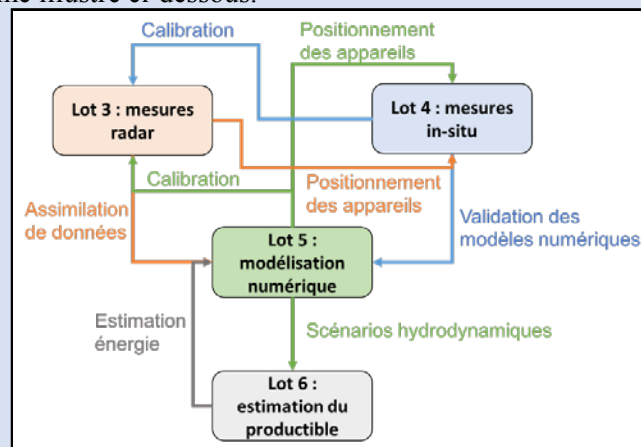 Calibration
Positionnement
des appareils
Lot 3 : mesures
radar
Lot 4 : mesures
in-situ
Calibration
Positionnement
des appareils
Assimilation
de données
Validation des
modèles numériques
Lot 5 :
modélisation
numérique
Estimation
énergie
Scénarios hydrodynamiques
Lot 6 :
estimation du
productible